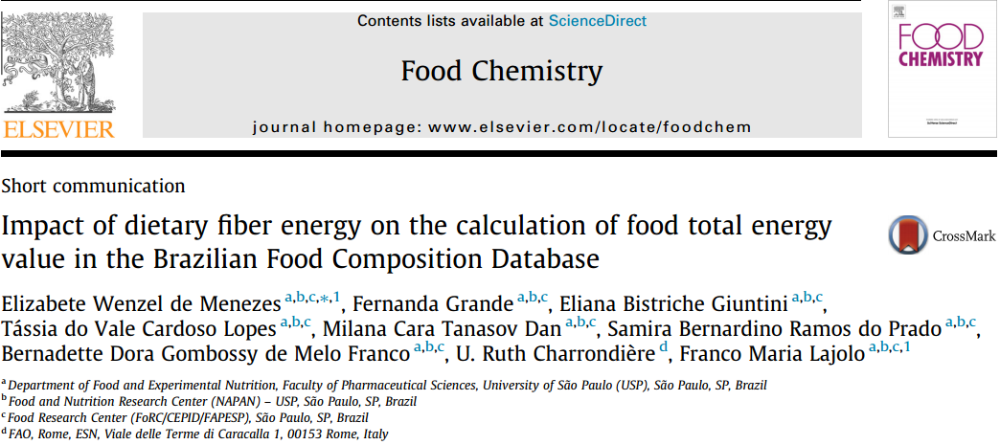 Contents lists available at ScienceDirect
Food Chemistry
journal homepage: www.elsevier.com/locate/foodchem
ELSEVIER
FOOD
CHEMISTRY
Short communication
Impact of dietary fiber energy on the calculation of food total energy
value in the Brazilian Food Composition Database
CrossMark
Elizabete Wenzel de Menezes a,b,c,*,1, Fernanda Grande a,b,c, Eliana Bistriche Giuntini a,b,c,
Tássia do Vale Cardoso Lopes a,b,c, Milana Cara Tanasov Dan a,b,c, Samira Bernardino Ramos do Prado a,b,c,
Bernadette Dora Gombossy de Melo Franco a,b,c, U. Ruth Charrondière d, Franco Maria Lajolo a,b,c,1
a Department of Food and Experimental Nutrition, Faculty of Pharmaceutical Sciences, University of São Paulo (USP), São Paulo, SP, Brazil
b Food and Nutrition Research Center (NAPAN) – USP, São Paulo, SP, Brazil
c Food Research Center (FoRC/CEPID/FAPESP), São Paulo, SP, Brazil
d FAO, Rome, ESN, Viale delle Terme di Caracalla 1, 00153 Rome, Italy